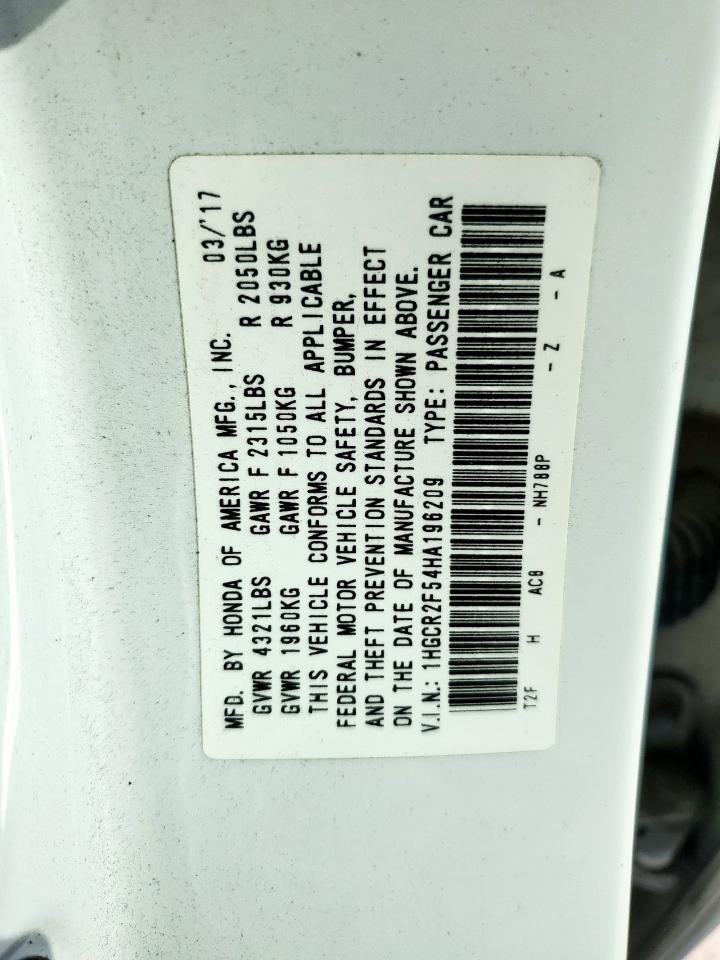 MFD. BY HONDA OF AMERICA MFG., INC. 03/'17
GVWR 4321LBS GAWR F 2315LBS R 2050LBS
GVWR 1960KG GAWR F 1050KG R 930KG
THIS VEHICLE CONFORMS TO ALL APPLICABLE
FEDERAL MOTOR VEHICLE SAFETY, BUMPER,
AND THEFT PREVENTION STANDARDS IN EFFECT
ON THE DATE OF MANUFACTURE SHOWN ABOVE.
V.I.N.: 1HGCR2F54HA196209 TYPE: PASSENGER CAR
T2F H AC8 - NH788P - Z - A